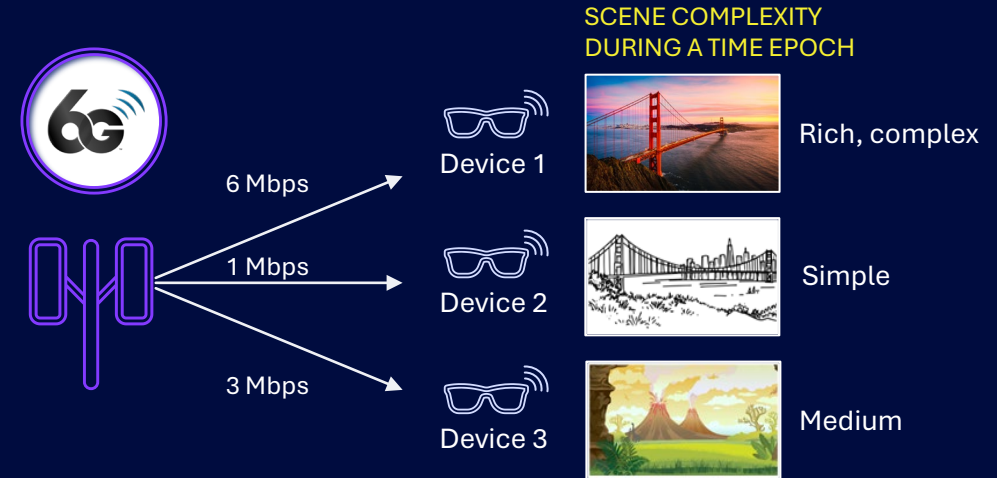 SCENE COMPLEXITY
DURING A TIME EPOCH
6G
Device 1
Rich, complex
6 Mbps
1 Mbps
Device 2
Simple
3 Mbps
Device 3
Medium